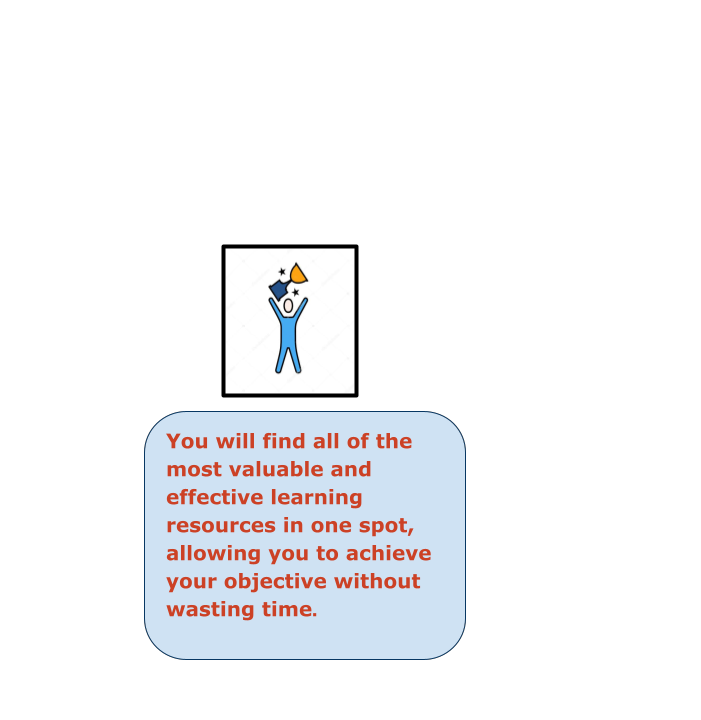 You will find all of the
most valuable and
effective learning
resources in one spot,
allowing you to achieve
your objective without
wasting time.